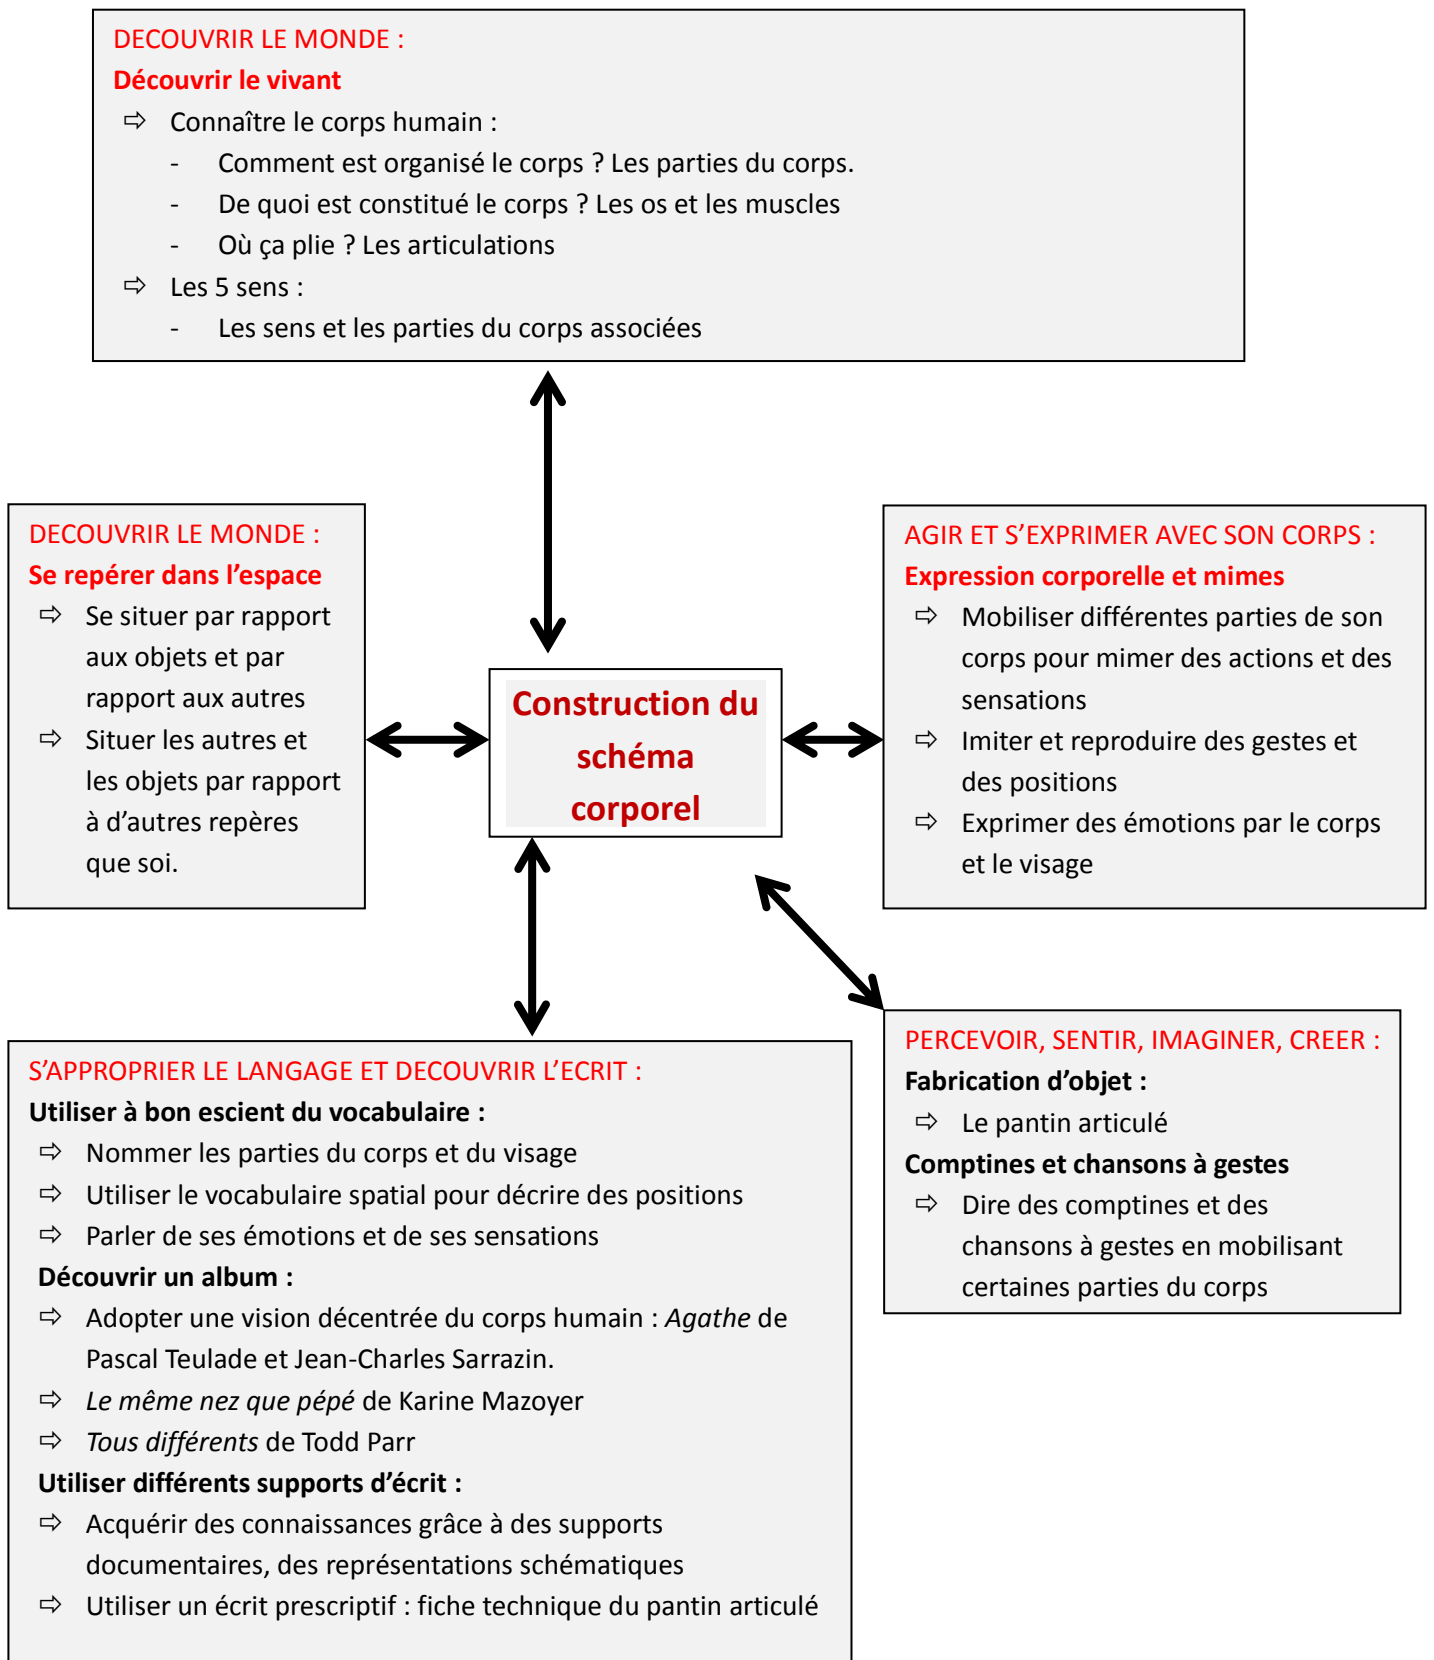 DECOUVRIR LE MONDE :
Découvrir le vivant
⇨ Connaître le corps humain :
- Comment est organisé le corps ? Les parties du corps.
- De quoi est constitué le corps ? Les os et les muscles
- Où ça plie ? Les articulations
⇨ Les 5 sens :
- Les sens et les parties du corps associées
DECOUVRIR LE MONDE :
Se repérer dans l’espace
⇨ Se situer par rapport
aux objets et par
rapport aux autres
⇨ Situer les autres et
les objets par rapport
à d’autres repères
que soi.
Construction du
schéma
corporel
AGIR ET S’EXPRIMER AVEC SON CORPS :
Expression corporelle et mimes
⇨ Mobiliser différentes parties de son
corps pour mimer des actions et des
sensations
⇨ Imiter et reproduire des gestes et
des positions
⇨ Exprimer des émotions par le corps
et le visage
S’APPROPRIER LE LANGAGE ET DECOUVRIR L’ECRIT :
Utiliser à bon escient du vocabulaire :
⇨ Nommer les parties du corps et du visage
⇨ Utiliser le vocabulaire spatial pour décrire des positions
⇨ Parler de ses émotions et de ses sensations
Découvrir un album :
⇨ Adopter une vision décentrée du corps humain : Agathe de
Pascal Teulade et Jean-Charles Sarrazin.
⇨ Le même nez que pépé de Karine Mazoyer
⇨ Tous différents de Todd Parr
Utiliser différents supports d’écrit :
⇨ Acquérir des connaissances grâce à des supports
documentaires, des représentations schématiques
⇨ Utiliser un écrit prescriptif : fiche technique du pantin articulé
PERCEVOIR, SENTIR, IMAGINER, CREER :
Fabrication d’objet :
⇨ Le pantin articulé
Comptines et chansons à gestes
⇨ Dire des comptines et des
chansons à gestes en mobilisant
certaines parties du corps